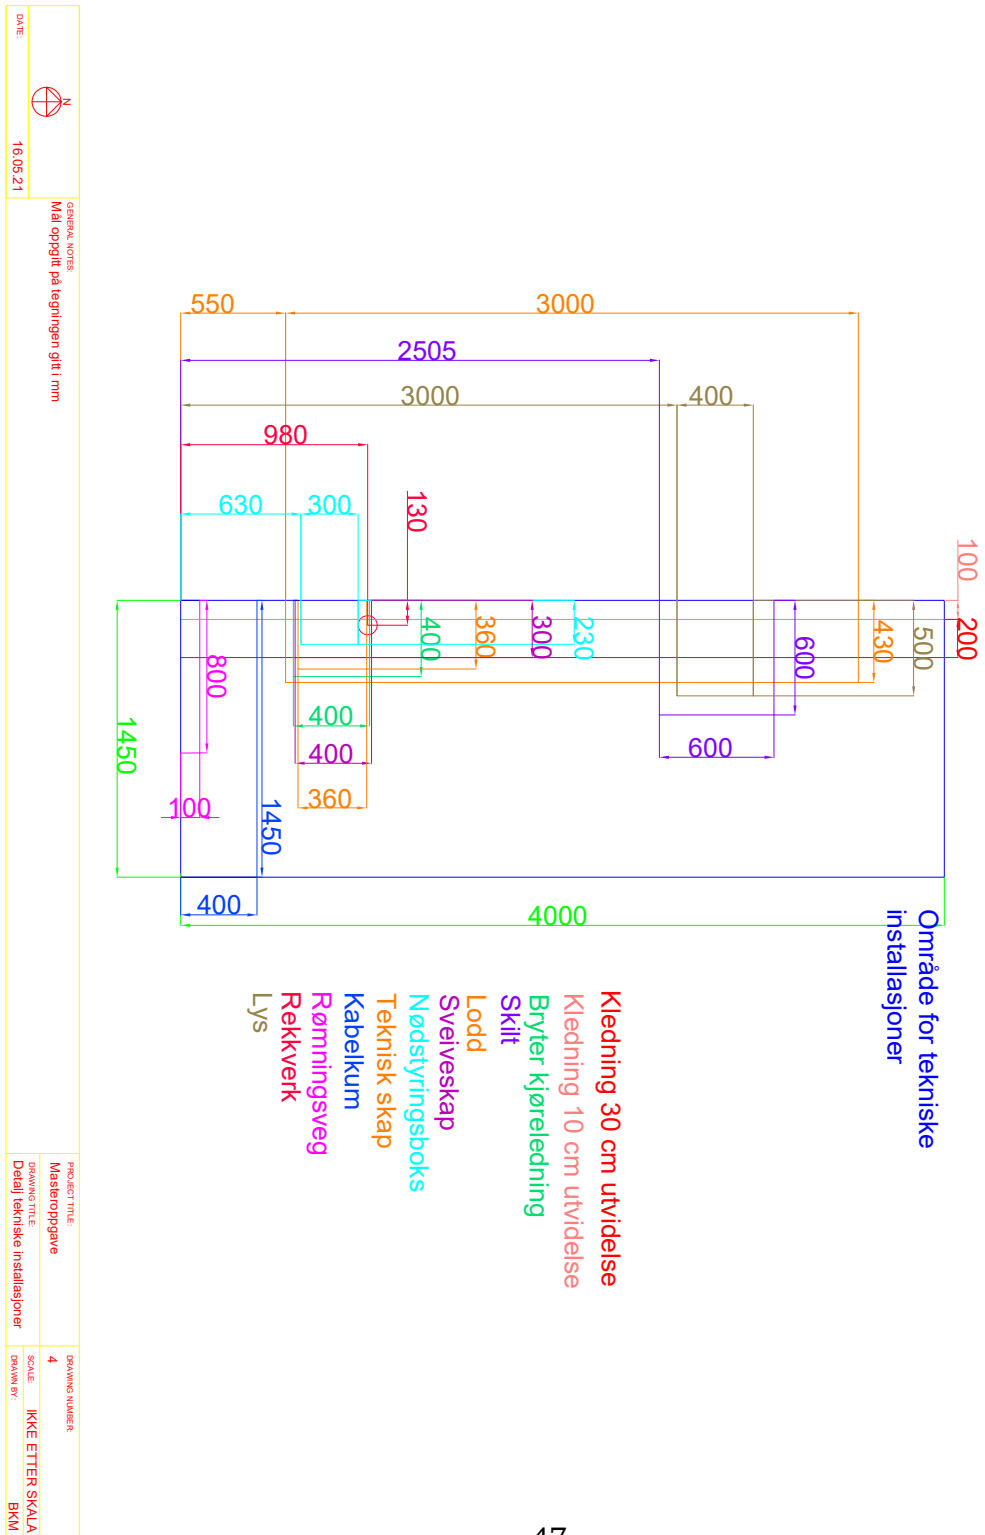 550
3000
2505
3000
400
980
630
300
130
100
200
500
430
600
230
300
360
400
800
600
400
400
360
1450
100
1450
400
4000
Område for tekniske
installasjoner
Kledning 30 cm utvidelse
Kledning 10 cm utvidelse
Bryter kjøreledning
Skilt
Lodd
Sveiveskap
Nødstyringsboks
Teknisk skap
Kabelkum
Rømningsveg
Rekkverk
Lys
N
DATE:
16.05.21
GENERAL NOTES:
Mål oppgitt på tegningen gitt i mm
PROJECT TITLE:
Masteroppgave
DRAWING TITLE:
Detalj tekniske installasjoner
DRAWING NUMBER:
4
SCALE:
IKKE ETTER SKALA
DRAWN BY:
BKM
47